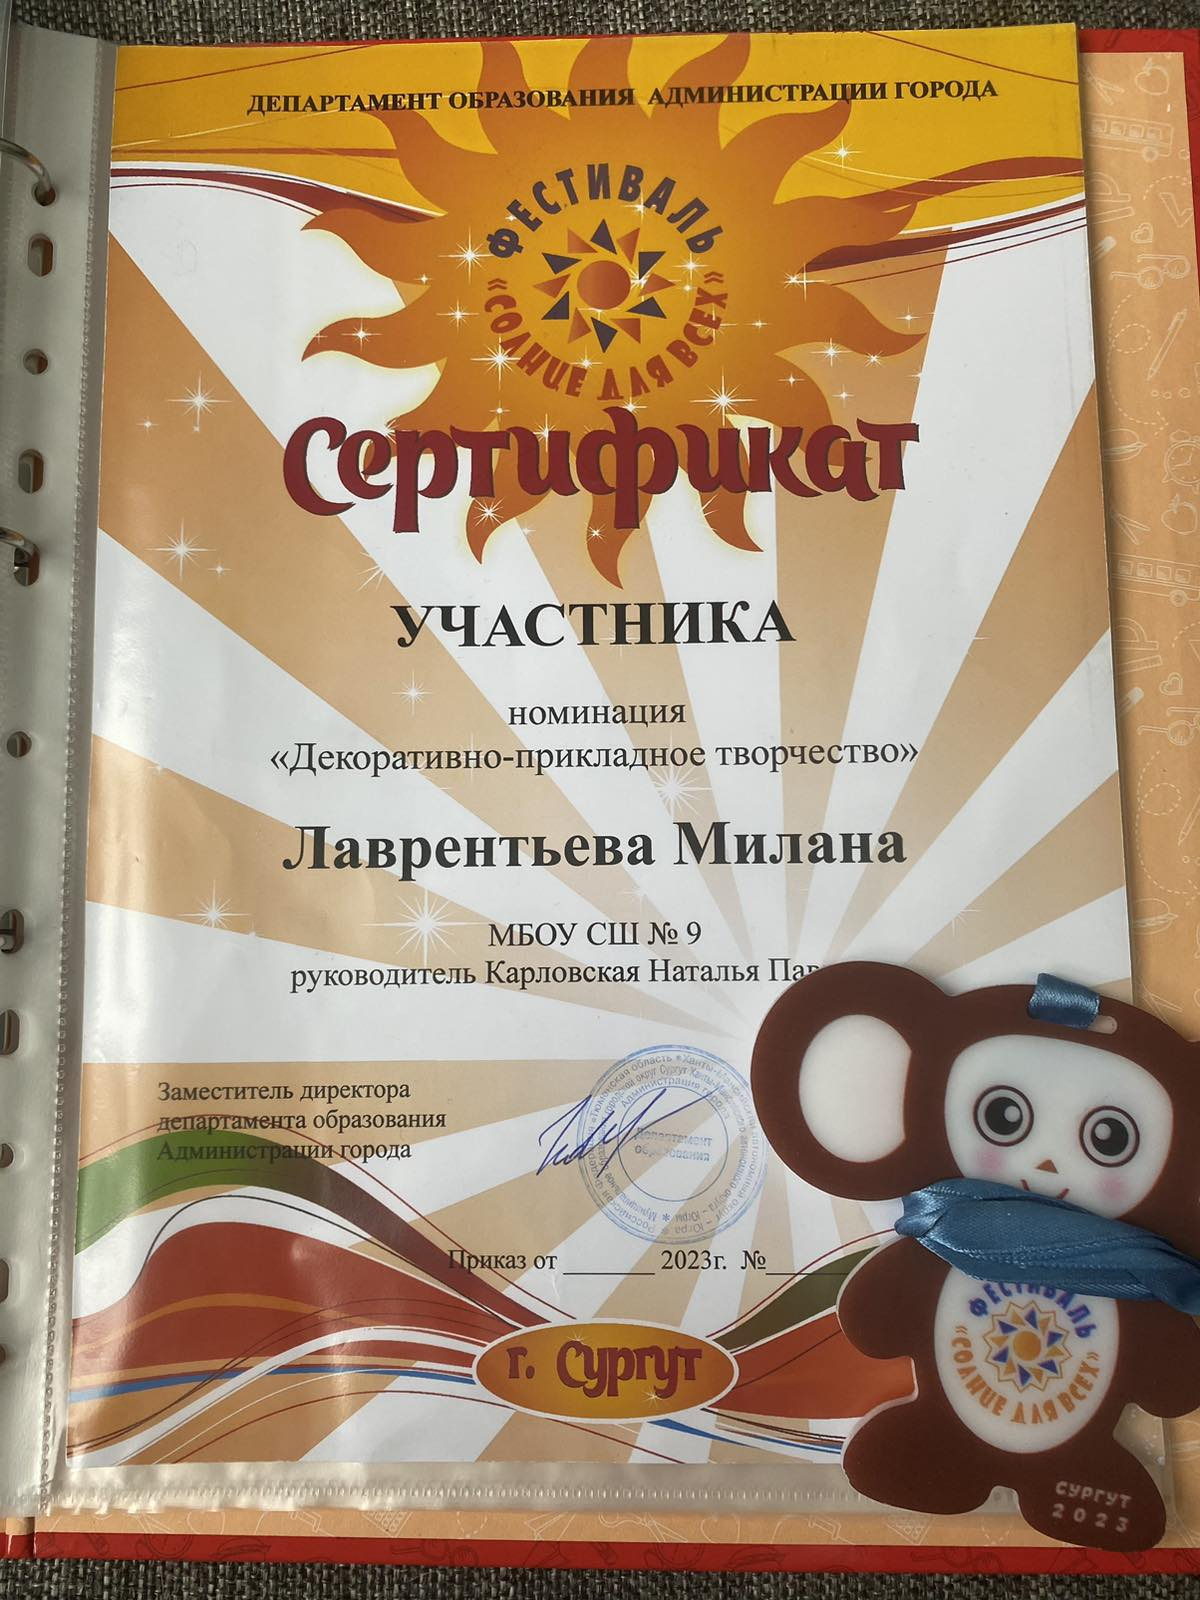 ДЕПАРТАМЕНТ ОБРАЗОВАНИЯ АДМИНИСТРАЦИИ ГОРОДА
ФЕСТИВАЛЬ
«СОЛНЦЕ ДЛЯ ВСЕХ»
Сертификат
УЧАСТНИКА
номинация
«Декоративно-прикладное творчество»
Лаврентьева Милана
МБОУ СШ № 9
руководитель Карловская Наталья
Заместитель директора
департамента образования
Администрации города
Департамент
образования
Приказ от _______ 2023г. №______
г. Сургут
ФЕСТИВАЛЬ
«СОЛНЦЕ ДЛЯ ВСЕХ»
СУРГУТ
2023